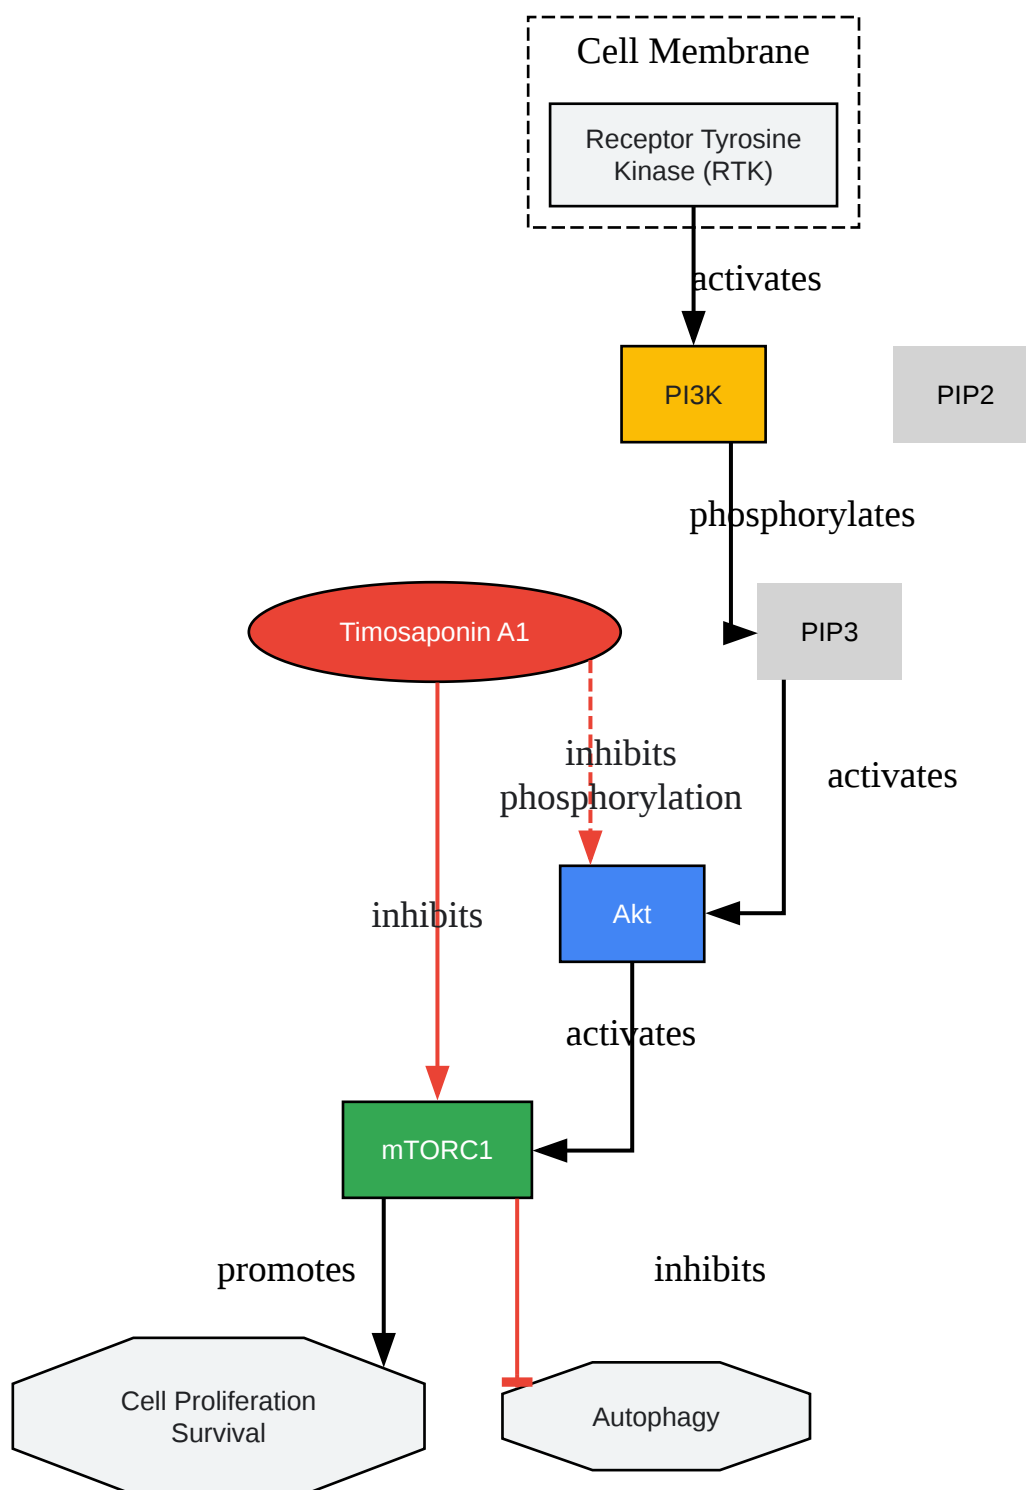 Cell Membrane
Receptor Tyrosine
Kinase (RTK)
activates
PI3K
PIP2
phosphorylates
Timosaponin A1
PIP3
inhibits
phosphorylation
activates
inhibits
Akt
activates
mTORC1
promotes
inhibits
Cell Proliferation
Survival
Autophagy